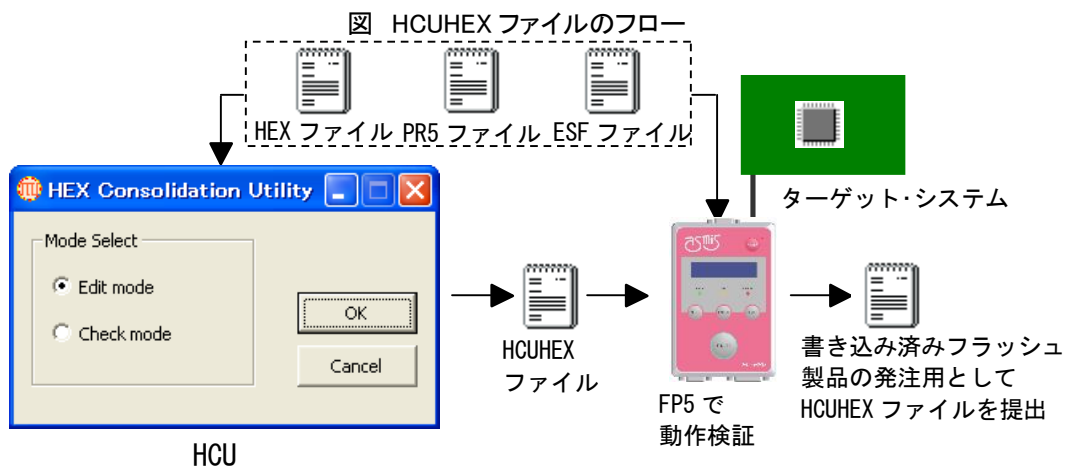 図 HCUHEX ファイルのフロー
HEX ファイル
PR5 ファイル
ESF ファイル
HEX Consolidation Utility
Mode Select
Edit mode
Check mode
OK
Cancel
HCU
HCUHEX
ファイル
ターゲット・システム
asmis
FP5 で
動作検証
書き込み済みフラッシュ
製品の発注用として
HCUHEX ファイルを提出